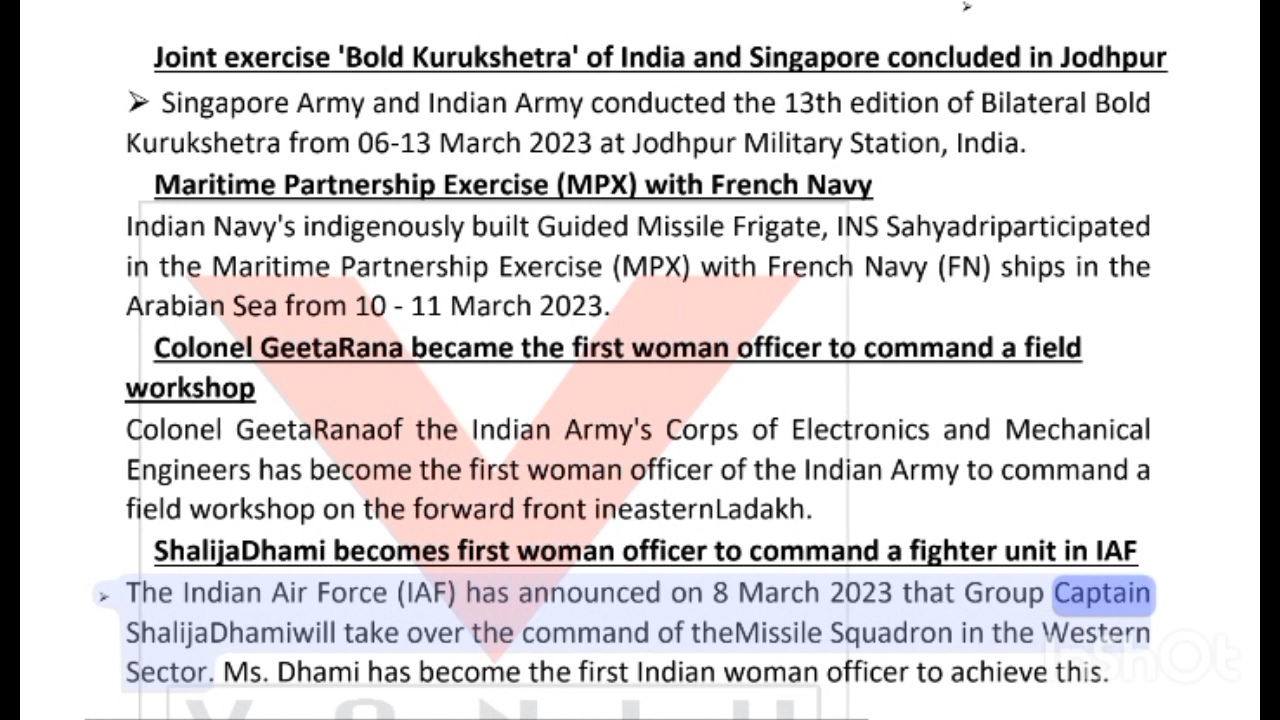 Joint exercise 'Bold Kurukshetra' of India and Singapore concluded in Jodhpur
➤ Singapore Army and Indian Army conducted the 13th edition of Bilateral Bold
Kurukshetra from 06-13 March 2023 at Jodhpur Military Station, India.
Maritime Partnership Exercise (MPX) with French Navy
Indian Navy's indigenously built Guided Missile Frigate, INS Sahyadriparticipated
in the Maritime Partnership Exercise (MPX) with French Navy (FN) ships in the
Arabian Sea from 10 - 11 March 2023.
Colonel GeetaRana became the first woman officer to command a field
workshop
Colonel GeetaRanaof the Indian Army's Corps of Electronics and Mechanical
Engineers has become the first woman officer of the Indian Army to command a
field workshop on the forward front ineasternLadakh.
ShalijaDhami becomes first woman officer to command a fighter unit in IAF
➤ The Indian Air Force (IAF) has announced on 8 March 2023 that Group Captain
ShalijaDhamiwill take over the command of theMissile Squadron in the Western
Sector. Ms. Dhami has become the first Indian woman officer to achieve this.
InShOt